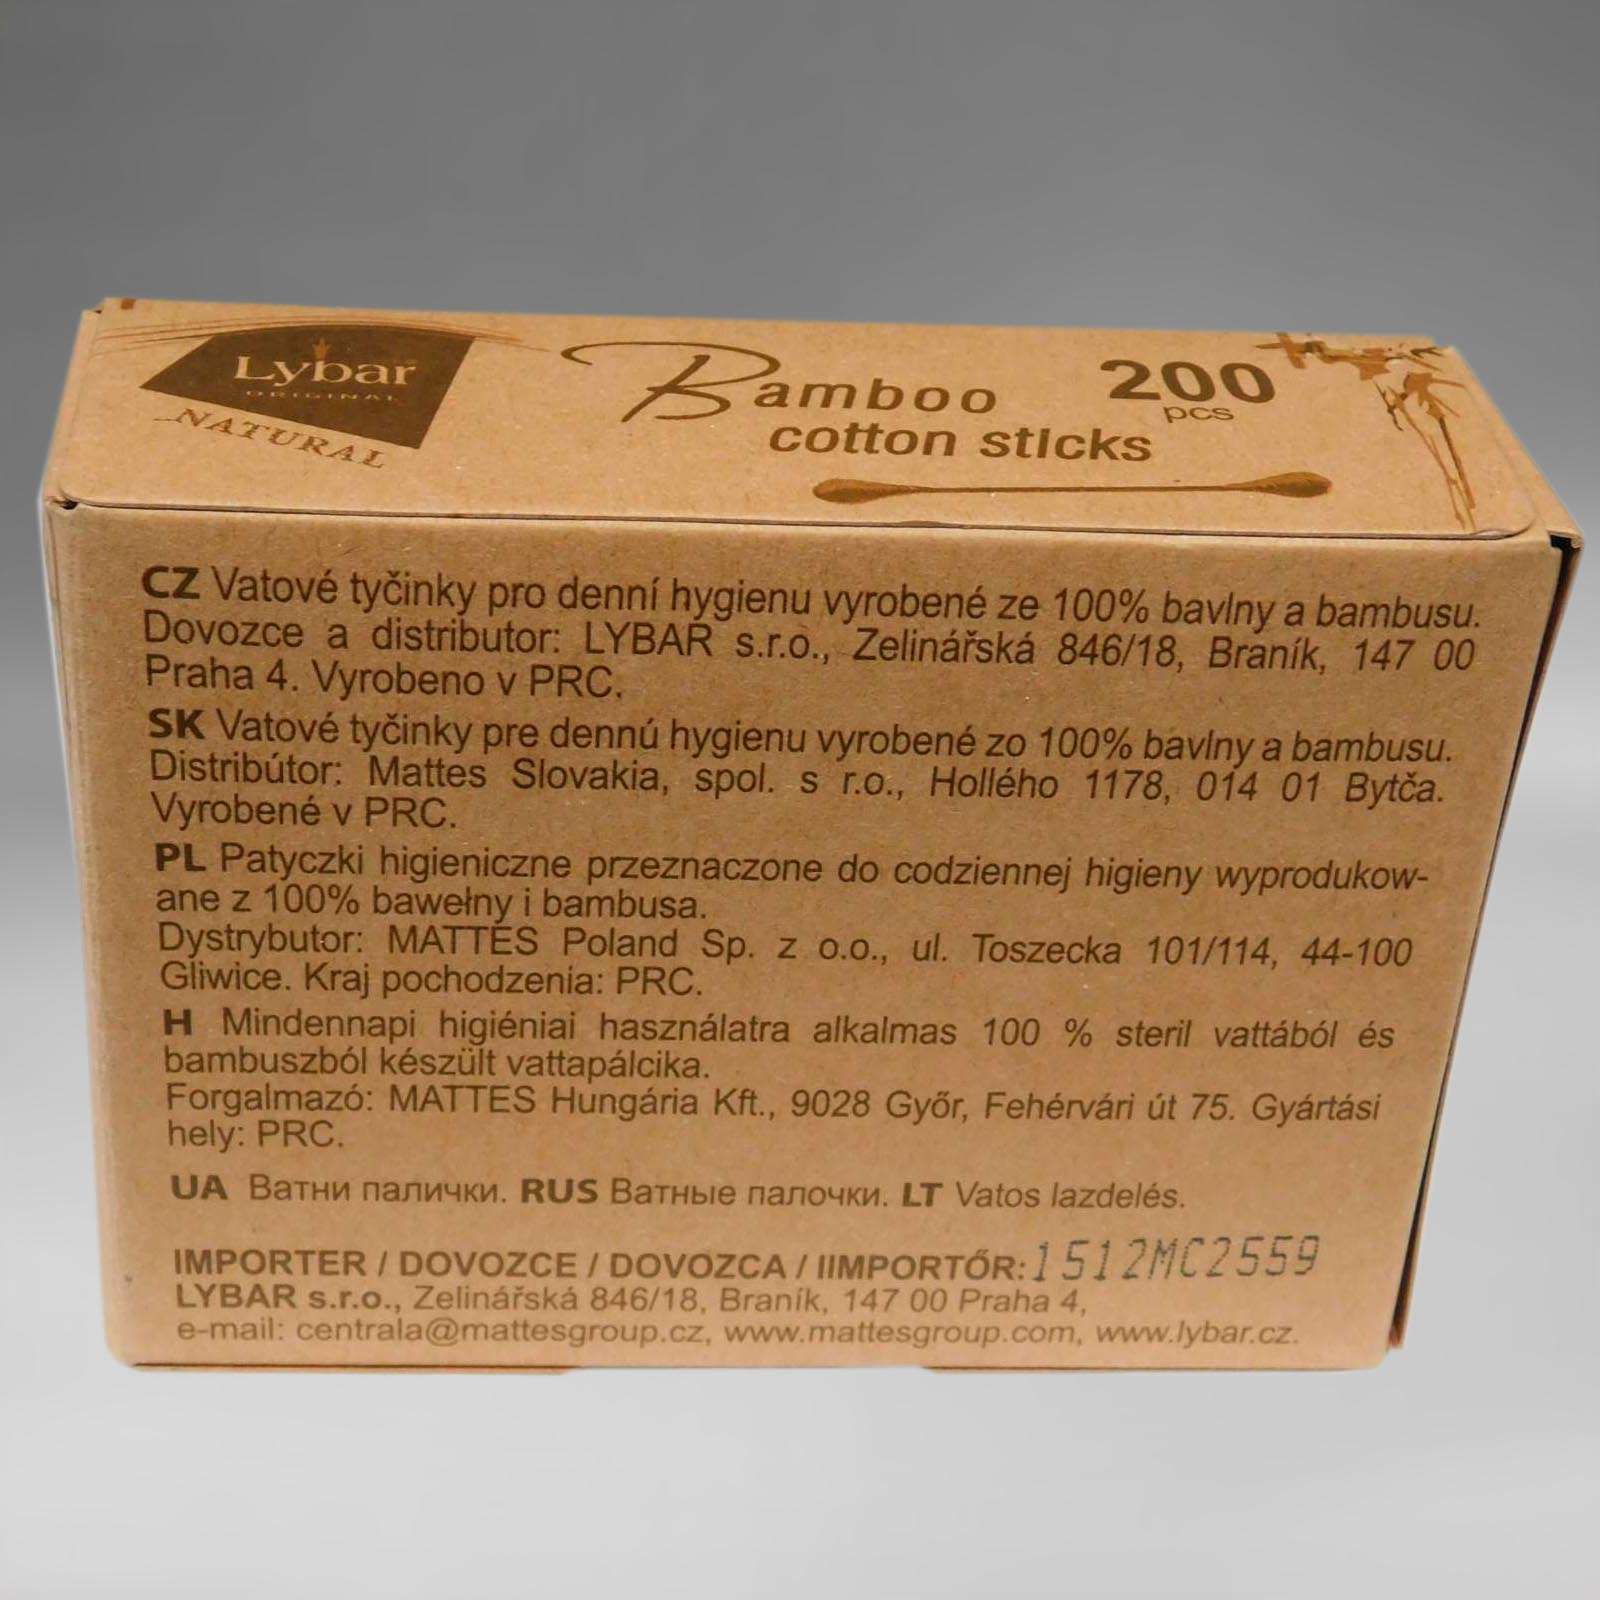 Lybar
ORIGINAL
NATURAL
Bamboo
cotton sticks
200
pcs
CZ Vatové tyčinky pro denní hygienu vyrobené ze 100% bavlny a bambusu.
Dovozce a distributor: LYBAR s.r.o., Zelinářská 846/18, Braník, 147 00
Praha 4. Vyrobeno v PRC.
SK Vatové tyčinky pre dennú hygienu vyrobené zo 100% bavlny a bambusu.
Distribútor: Mattes Slovakia, spol. s r.o., Hollého 1178, 014 01 Bytča.
Vyrobené v PRC.
PL Patyczki higieniczne przeznaczone do codziennej higieny wyprodukow-
ane z 100% bawełny i bambusa.
Dystrybutor: MATTES Poland Sp. z o.o., ul. Toszecka 101/114, 44-100
Gliwice. Kraj pochodzenia: PRC.
H Mindennapi higiéniai használatra alkalmas 100 % steril vattából és
bambuszból készült vattapálcika.
Forgalmazó: MATTES Hungária Kft., 9028 Győr, Fehérvári út 75. Gyártási
hely: PRC.
UA Ватни палички. RUS Ватные палочки. LT Vatos lazdelés.
IMPORTER / DOVOZCE / DOVOZCA / IIMPORTŐR: 1512MC2559
LYBAR s.r.o., Zelinářská 846/18, Braník, 147 00 Praha 4,
e-mail: centrala@mattesgroup.cz, www.mattesgroup.com, www.lybar.cz.